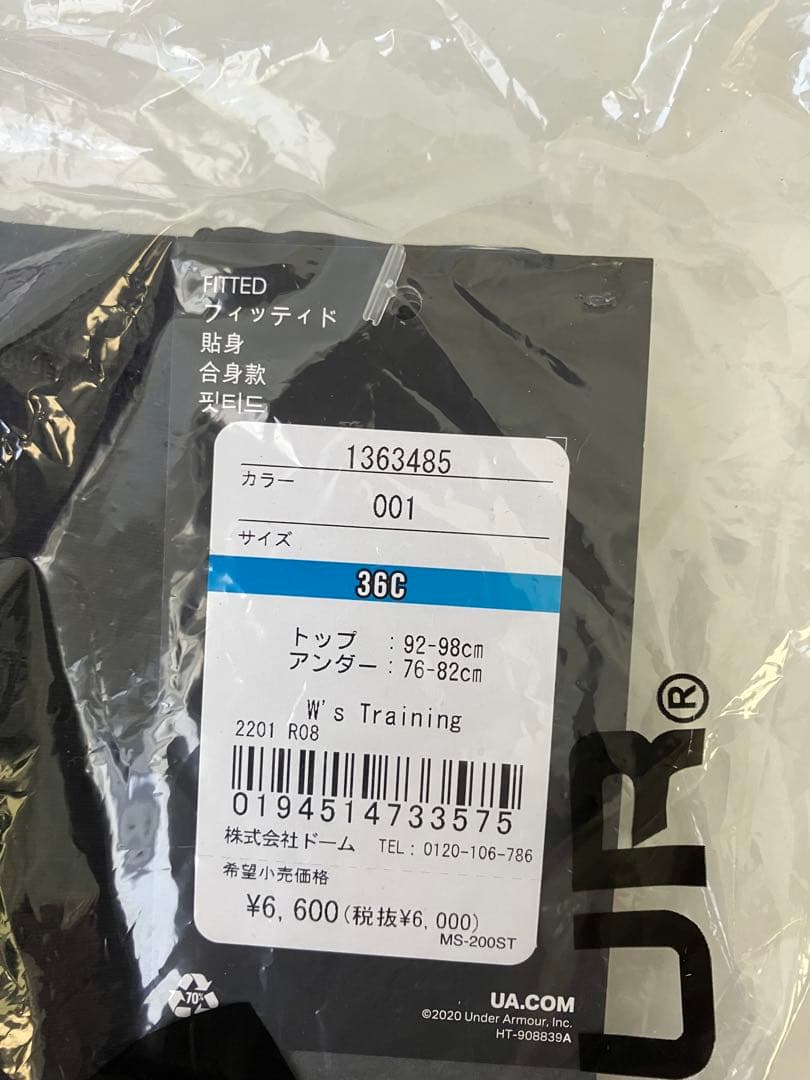 FITTED
フィッティド
貼身
合身款
핏티드
1363485
カラー
001
サイズ
36C
トップ :92-98cm
アンダー:76-82cm
W's Training
2201 R08
0194514733575
株式会社ドーム TEL: 0120-106-786
希望小売価格
¥6,600(税抜¥6,000)
MS-200ST
70%
UA.COM
©2020 Under Armour, Inc.
HT-908839A
UR®